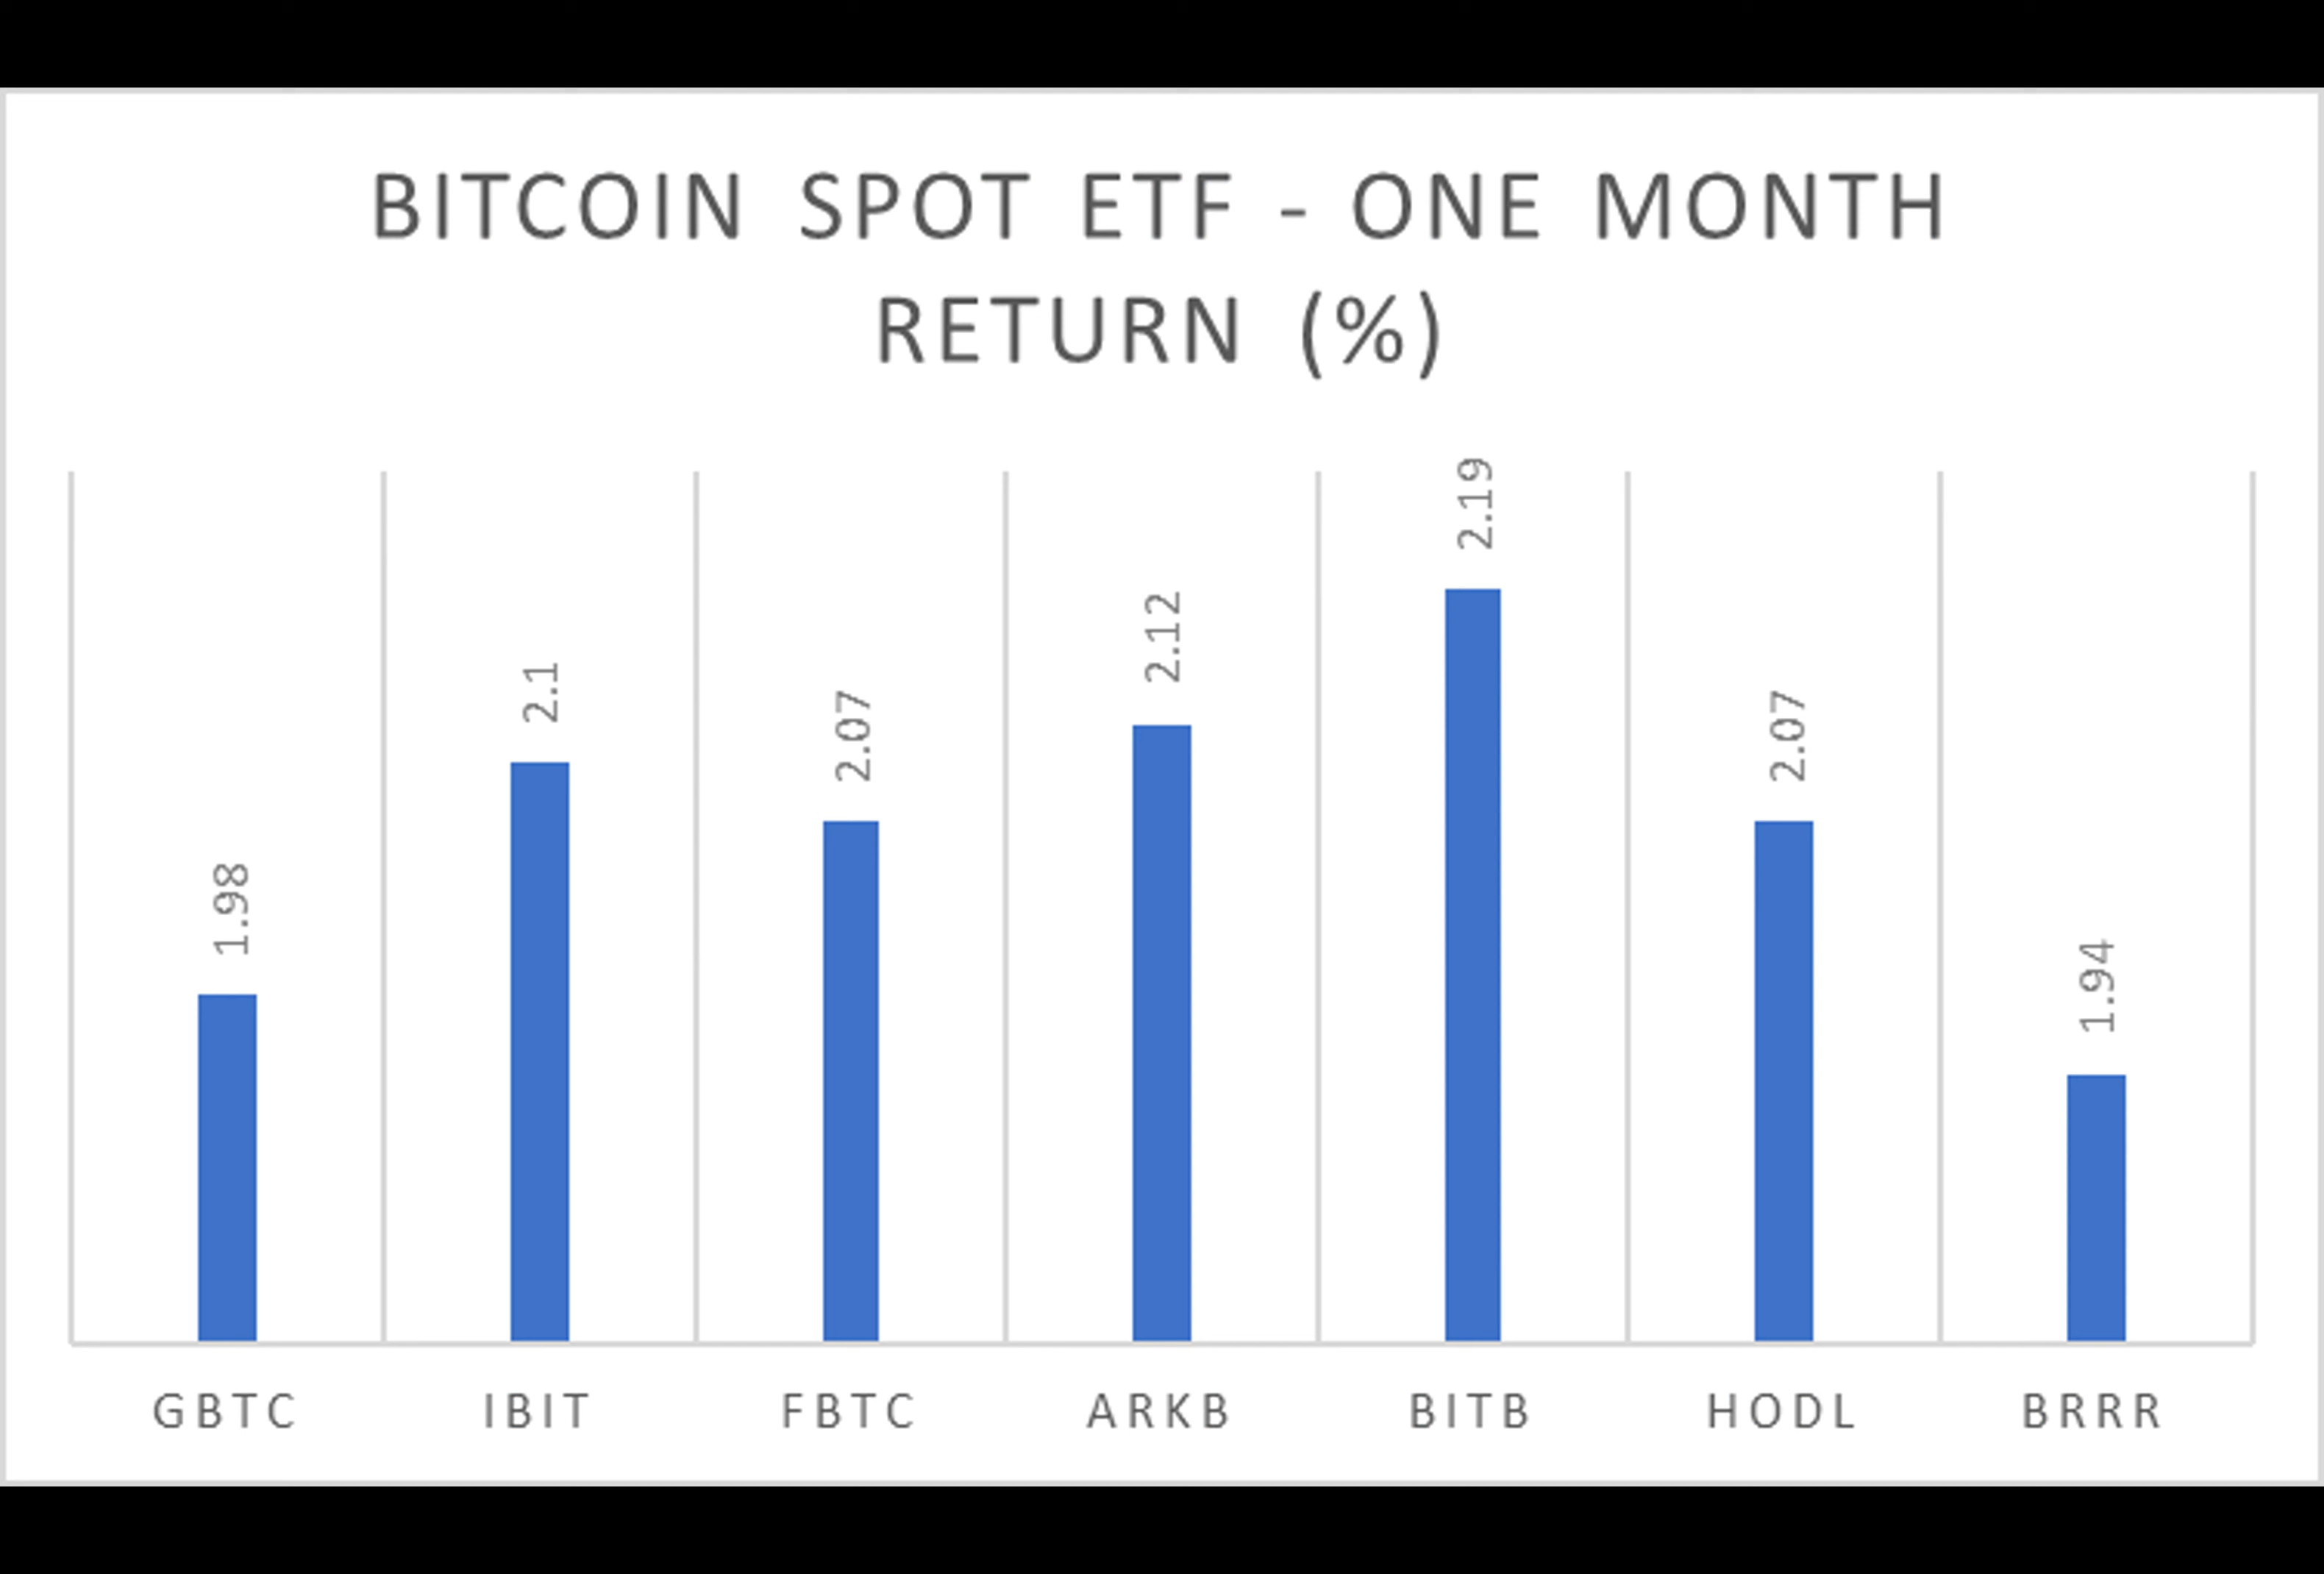 BITCOIN SPOT ETF - ONE MONTH
RETURN (%)
1.98
2.1
2.07
2.12
2.19
2.07
1.94
GBTC
IBIT
FBTC
ARKB
BITB
HODL
BRRR